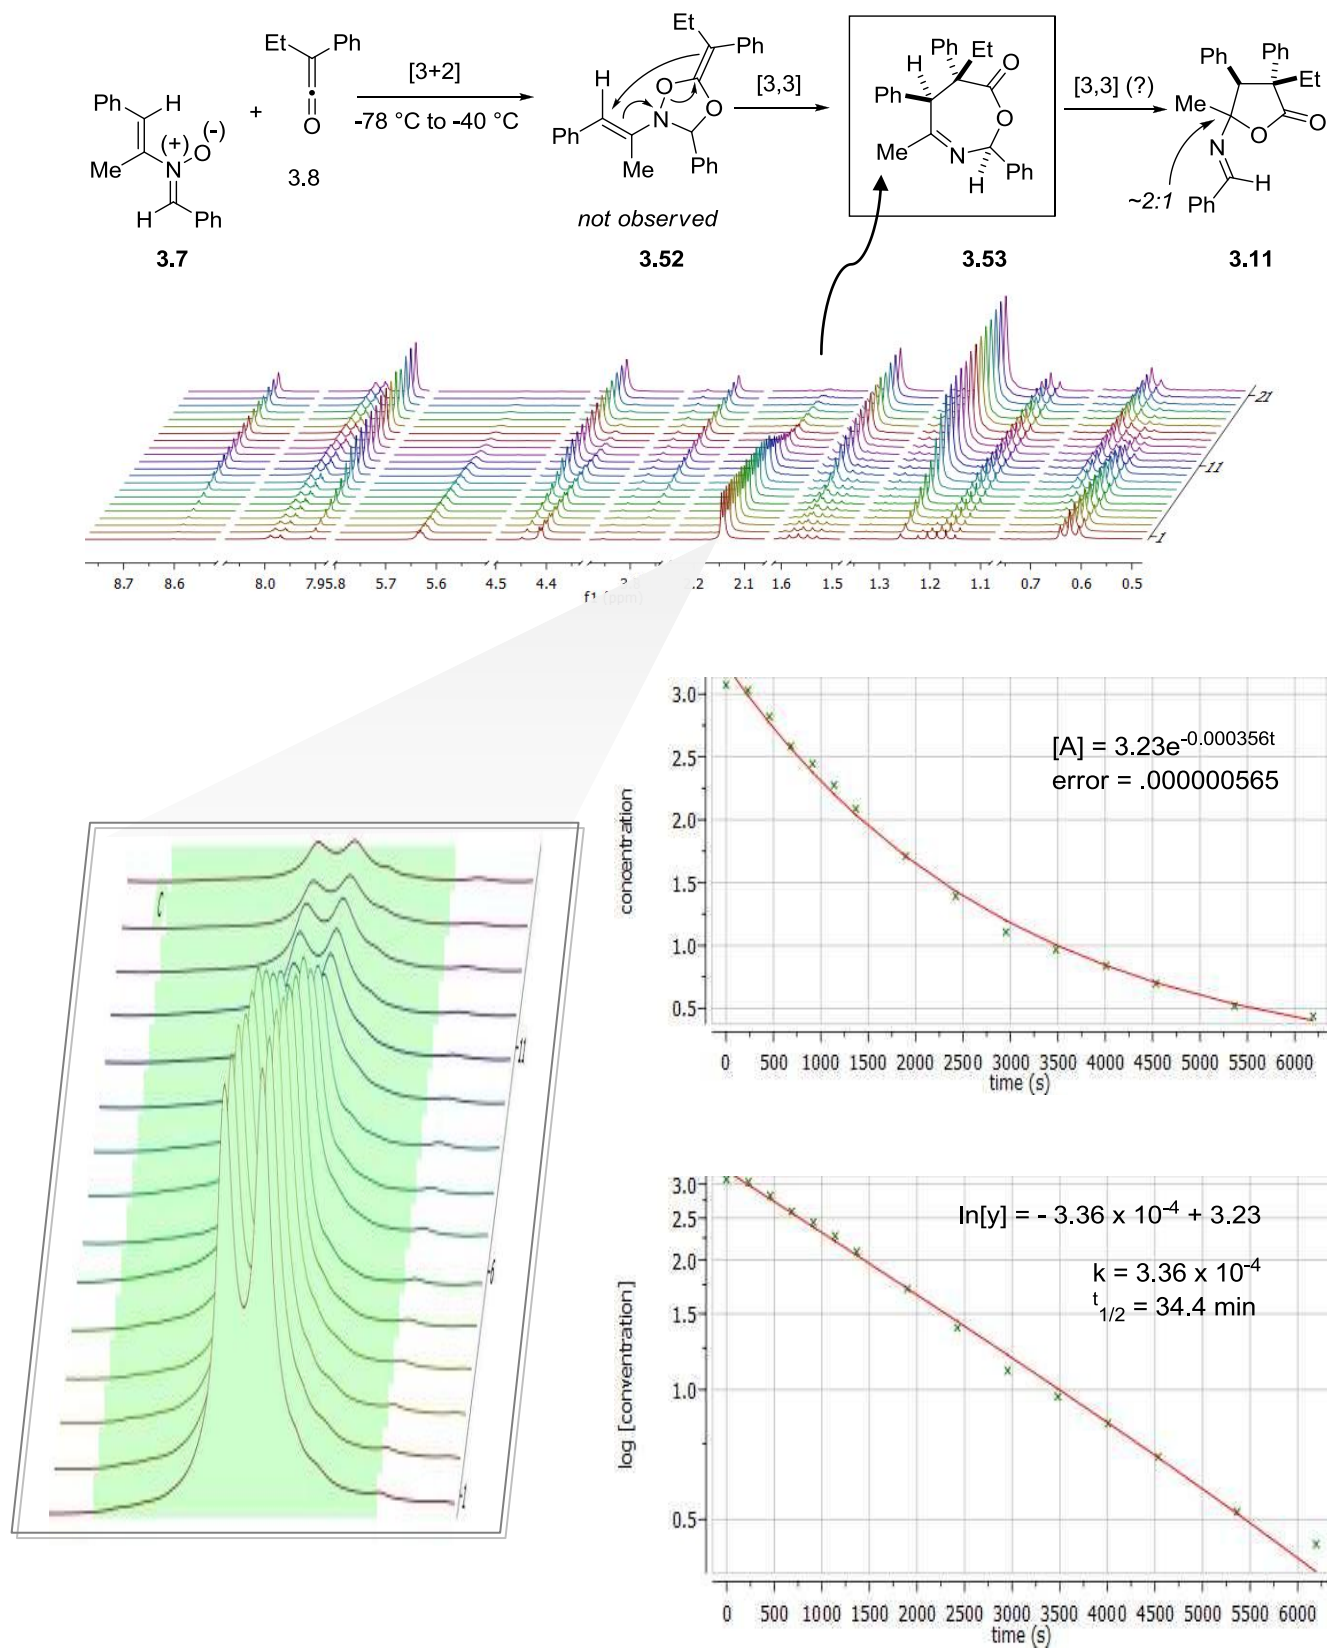 Et
Ph
Ph
H
Me
N
(+)
O
(-)
H
Ph
3.7
+
O
3.8
[3+2]
-78 °C to -40 °C
Et
Ph
H
O
O
N
Ph
Me
Ph
not observed
3.52
[3,3]
Ph
Et
H
O
Ph
O
Me
N
H
Ph
3.53
[3,3] (?)
Ph
Ph
Et
Me
O
O
N
H
Ph
~2:1
3.11
21
11
1
8.7 8.6 8.0 7.95 5.8 5.7 5.6 4.5 4.4 2.1 1.6 1.5 1.3 1.2 1.1 0.7 0.6 0.5
f1 (ppm)
11
6
1
concentration
3.0
2.5
2.0
1.5
1.0
0.5
[A] = 3.23e-0.000356t
error = .000000565
0 500 1000 1500 2000 2500 3000 3500 4000 4500 5000 5500 6000
time (s)
log [conventration]
3.0
2.5
2.0
1.5
1.0
0.5
ln[y] = - 3.36 x 10-4 + 3.23
k = 3.36 x 10-4
t1/2 = 34.4 min
0 500 1000 1500 2000 2500 3000 3500 4000 4500 5000 5500 6000
time (s)